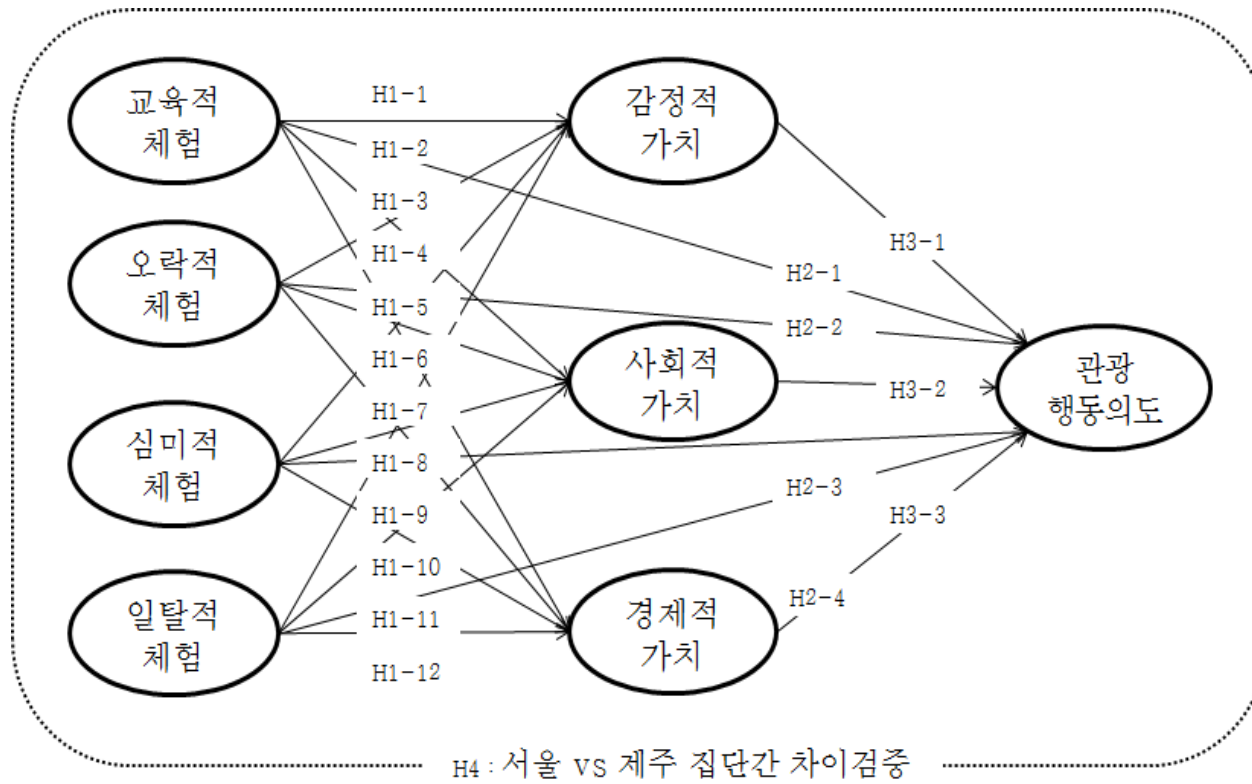 교육적
체험
오락적
체험
심미적
체험
일탈적
체험
H1-1
H1-2
H1-3
H1-4
H1-5
H1-6
H1-7
H1-8
H1-9
H1-10
H1-11
H1-12
감정적
가치
사회적
가치
경제적
가치
H3-1
H2-1
H2-2
H3-2
H2-3
H3-3
H2-4
관광
행동의도
H4 : 서울 VS 제주 집단간 차이검증